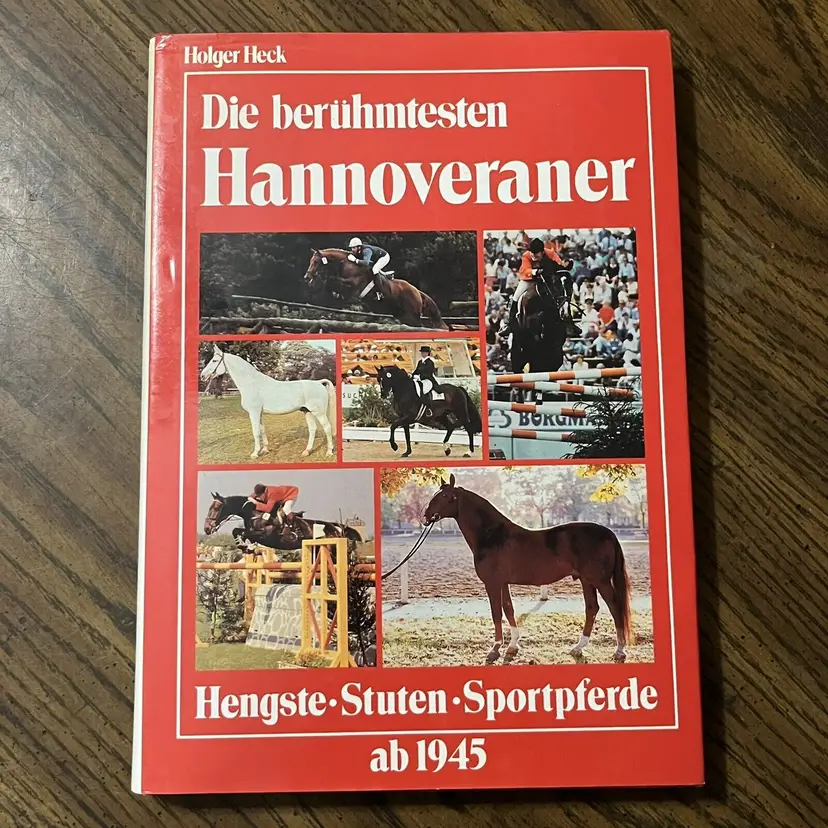 Holger Heck
Die berühmtesten
Hannoveraner
Hengste · Stuten · Sportpferde
ab 1945